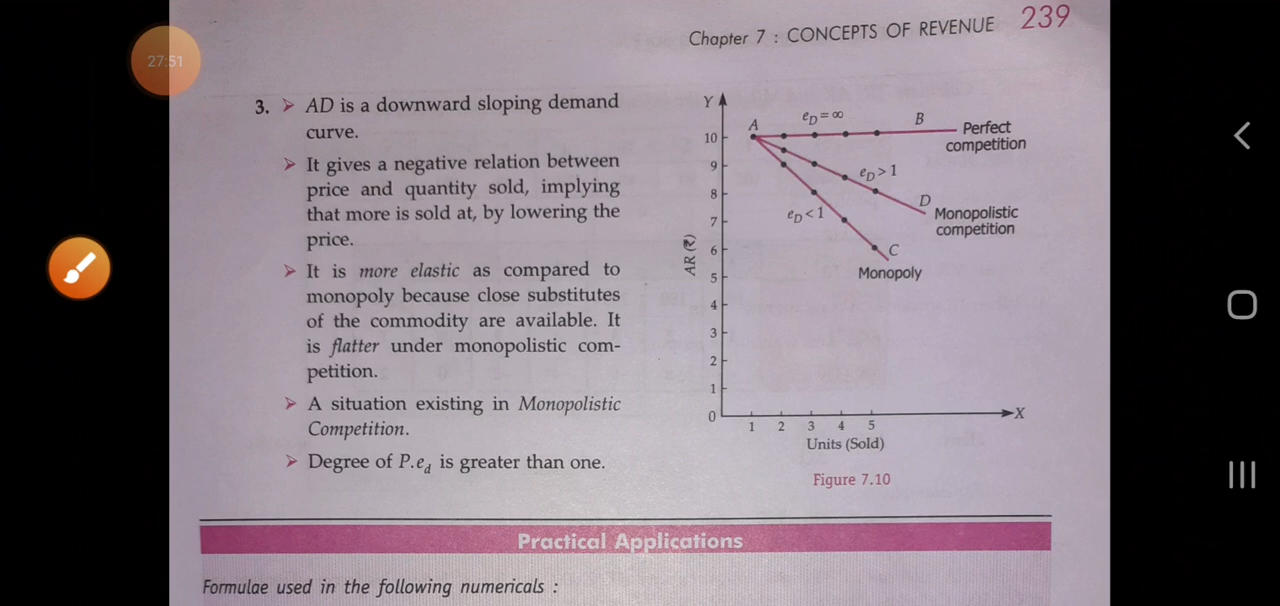 Chapter 7 : CONCEPTS OF REVENUE 239
27:51
3. ➢ AD is a downward sloping demand
curve.
➢ It gives a negative relation between
price and quantity sold, implying
that more is sold at, by lowering the
price.
➢ It is more elastic as compared to
monopoly because close substitutes
of the commodity are available. It
is flatter under monopolistic com-
petition.
➢ A situation existing in Monopolistic
Competition.
➢ Degree of P.e_d is greater than one.
Y
AR (₹)
10
9
8
7
6
5
4
3
2
1
0
A
e_D = ∞
B
Perfect
competition
e_D > 1
D
Monopolistic
competition
e_D < 1
C
Monopoly
X
1 2 3 4 5
Units (Sold)
Figure 7.10
Practical Applications
Formulae used in the following numericals :